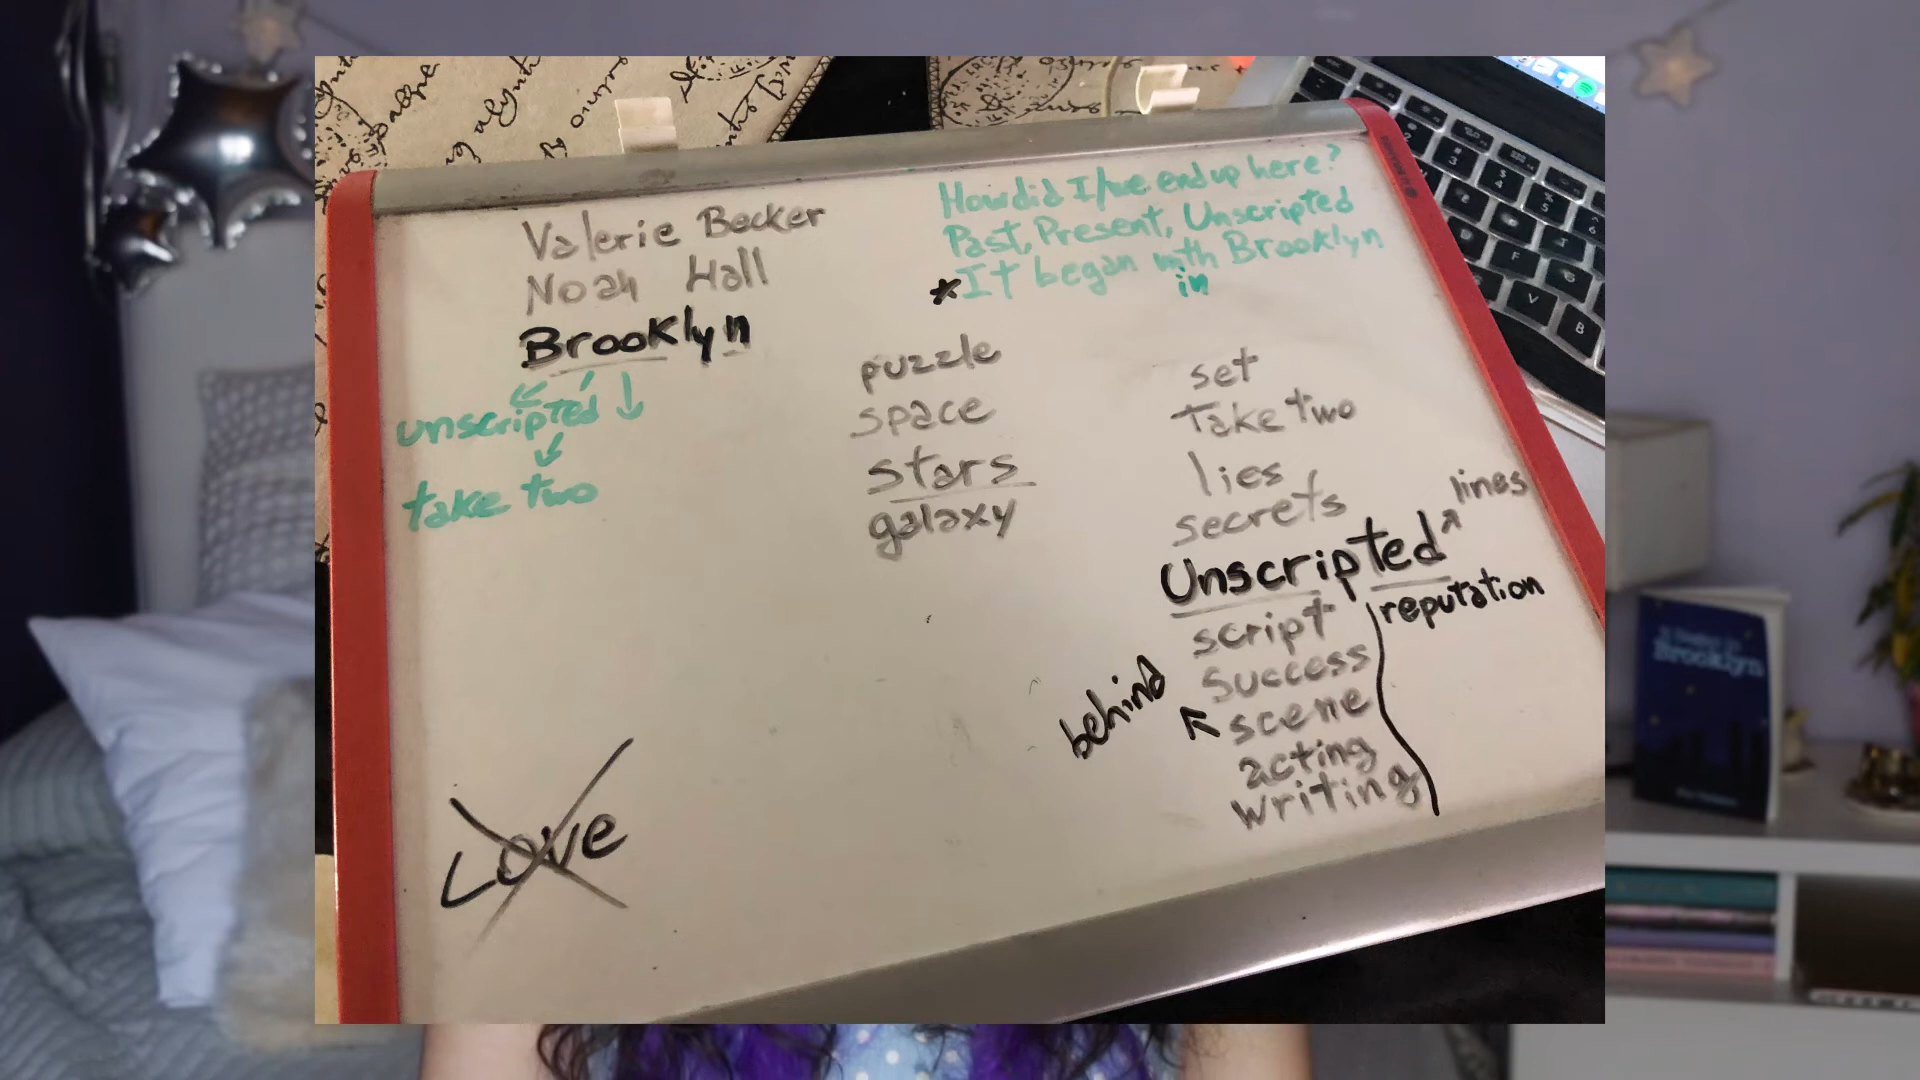 Valerie Becker
Noah Hall
Brooklyn
unscripted
take two
How did I/we end up here?
Past, Present, Unscripted
*It began with Brooklyn
in
puzzle
space
stars
galaxy
set
Take two
lies
secrets
lines
Unscripted
reputation
script
success
behind
scene
acting
writing
Love
Brooklyn